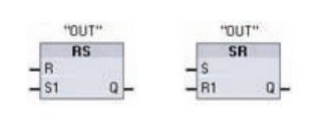 "OUT"
RS
R
S1 Q
"OUT"
SR
S
R1 Q